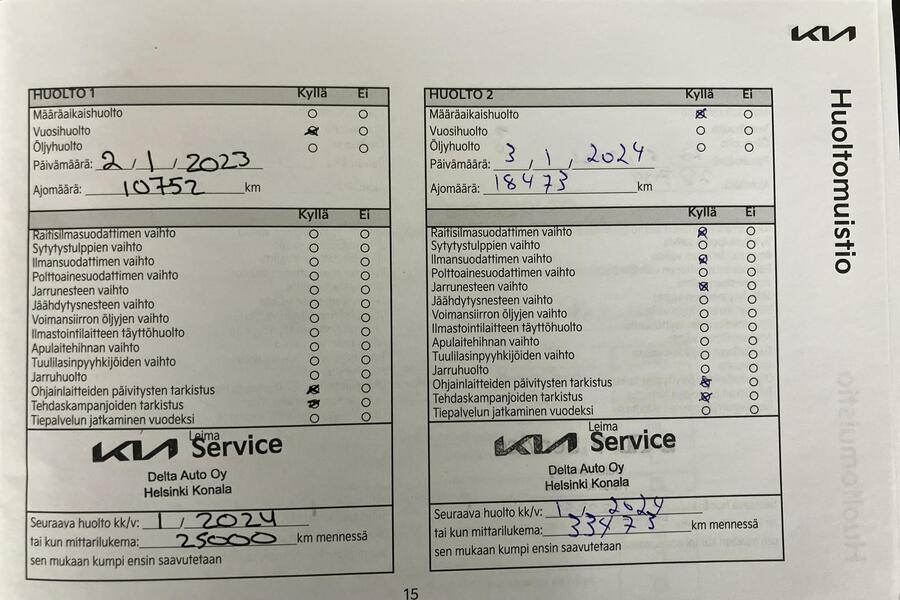 KIA
Huoltomuistio
HUOLTO 1 Kyllä Ei
Määräaikaishuolto
Vuosihuolto
Öljyhuolto
Päivämäärä: 2 / 1 / 2023
Ajomäärä: 10752 km
Kyllä Ei
Raitisilmasuodattimen vaihto
Sytytystulppien vaihto
Ilmansuodattimen vaihto
Polttoainesuodattimen vaihto
Jarrunesteen vaihto
Jäähdytysnesteen vaihto
Voimansiirron öljyjen vaihto
Ilmastointilaitteen täyttöhuolto
Apulaitehihnan vaihto
Tuulilasinpyyhkijöiden vaihto
Jarruhuolto
Ohjainlaitteiden päivitysten tarkistus
Tehdaskampanjoiden tarkistus
Tiepalvelun jatkaminen vuodeksi
Leima
KIA Service
Delta Auto Oy
Helsinki Konala
Seuraava huolto kk/v: 1 / 2024
tai kun mittarilukema: 25000 km mennessä
sen mukaan kumpi ensin saavutetaan
HUOLTO 2 Kyllä Ei
Määräaikaishuolto
Vuosihuolto
Öljyhuolto
Päivämäärä: 3 / 1 / 2024
Ajomäärä: 18473 km
Kyllä Ei
Raitisilmasuodattimen vaihto
Sytytystulppien vaihto
Ilmansuodattimen vaihto
Polttoainesuodattimen vaihto
Jarrunesteen vaihto
Jäähdytysnesteen vaihto
Voimansiirron öljyjen vaihto
Ilmastointilaitteen täyttöhuolto
Apulaitehihnan vaihto
Tuulilasinpyyhkijöiden vaihto
Jarruhuolto
Ohjainlaitteiden päivitysten tarkistus
Tehdaskampanjoiden tarkistus
Tiepalvelun jatkaminen vuodeksi
Leima
KIA Service
Delta Auto Oy
Helsinki Konala
Seuraava huolto kk/v: 1 / 2024
tai kun mittarilukema: 33473 km mennessä
sen mukaan kumpi ensin saavutetaan
15